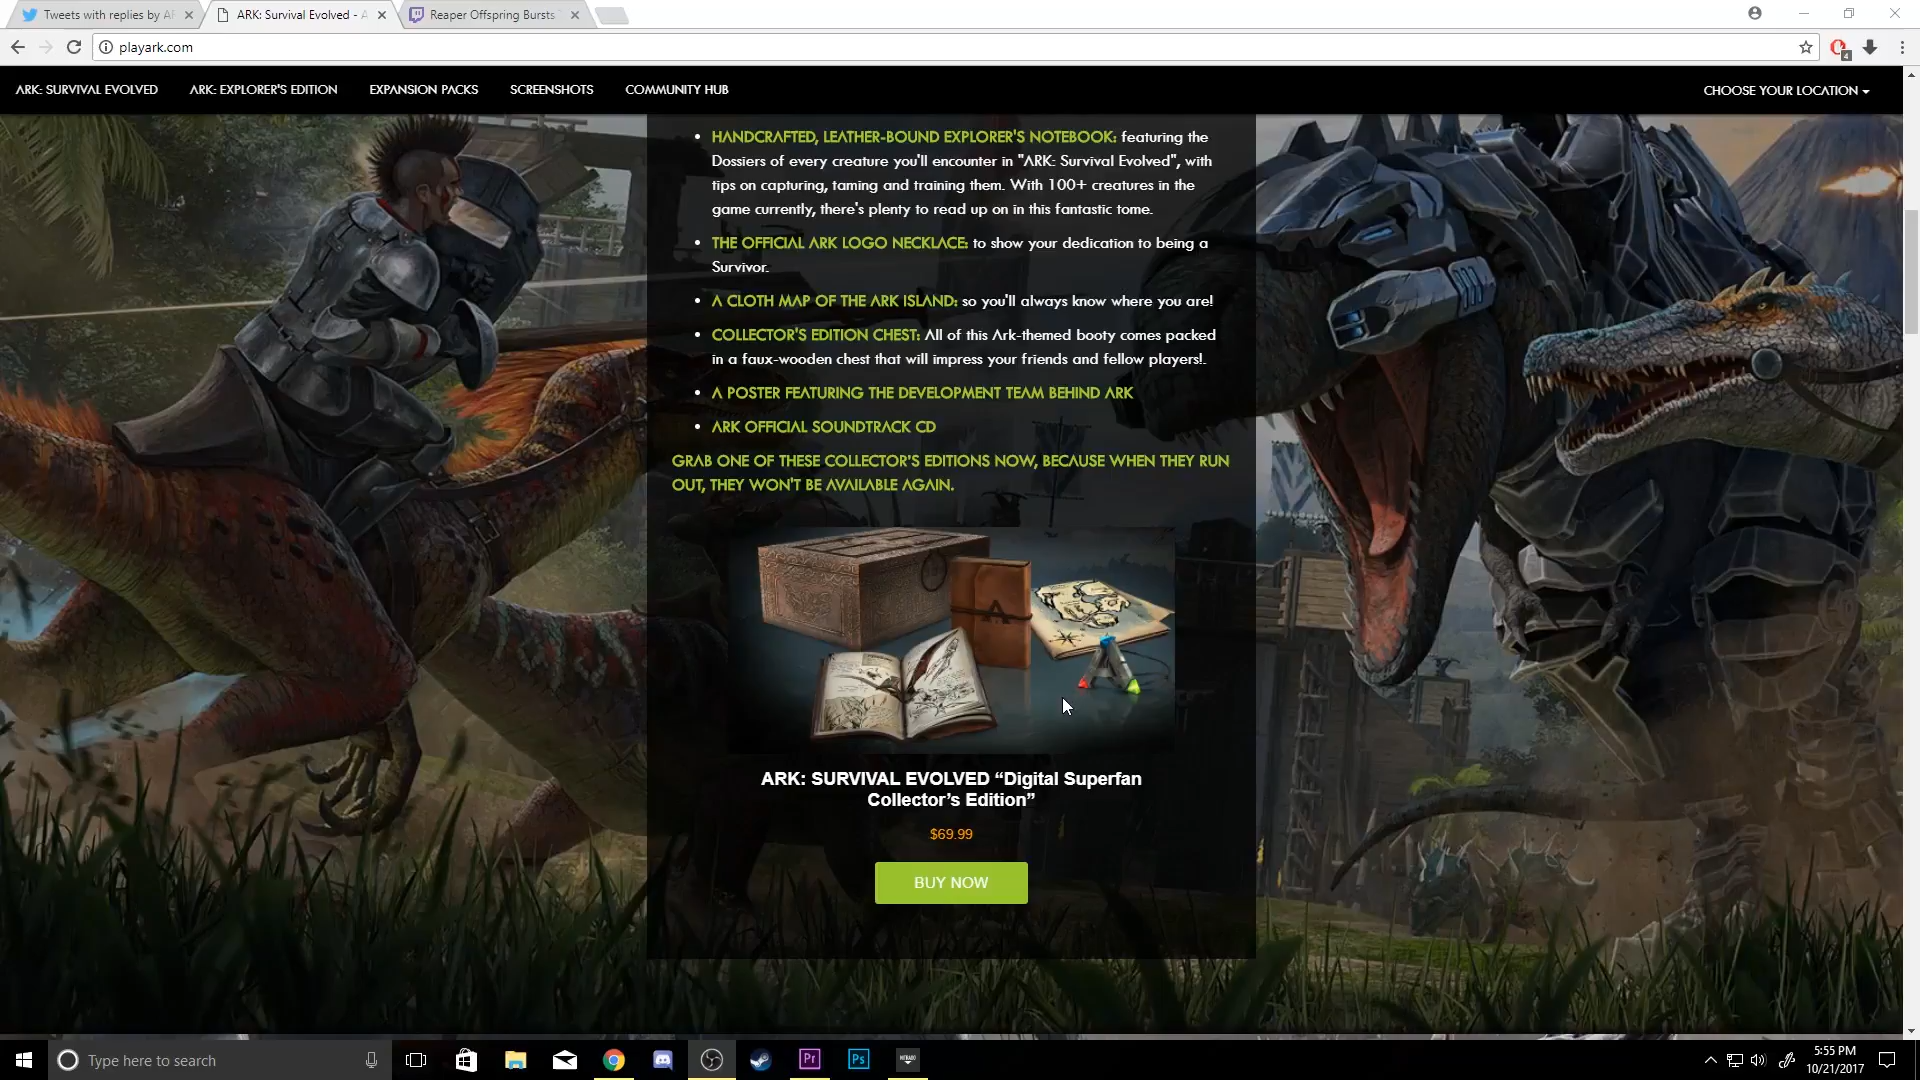 Tweets with replies by AR
ARK: Survival Evolved - A
Reaper Offspring Bursts
playark.com
4
ARK: SURVIVAL EVOLVED
ARK: EXPLORER'S EDITION
EXPANSION PACKS
SCREENSHOTS
COMMUNITY HUB
CHOOSE YOUR LOCATION
HANDCRAFTED, LEATHER-BOUND EXPLORER'S NOTEBOOK: featuring the
Dossiers of every creature you'll encounter in "ARK: Survival Evolved", with
tips on capturing, taming and training them. With 100+ creatures in the
game currently, there's plenty to read up on in this fantastic tome.
THE OFFICIAL ARK LOGO NECKLACE: to show your dedication to being a
Survivor.
A CLOTH MAP OF THE ARK ISLAND: so you'll always know where you are!
COLLECTOR'S EDITION CHEST: All of this Ark-themed booty comes packed
in a faux-wooden chest that will impress your friends and fellow players!.
A POSTER FEATURING THE DEVELOPMENT TEAM BEHIND ARK
ARK OFFICIAL SOUNDTRACK CD
GRAB ONE OF THESE COLLECTOR'S EDITIONS NOW, BECAUSE WHEN THEY RUN
OUT, THEY WON'T BE AVAILABLE AGAIN.
ARK: SURVIVAL EVOLVED “Digital Superfan
Collector’s Edition”
$69.99
BUY NOW
Type here to search
Pr
Ps
5:55 PM
10/21/2017